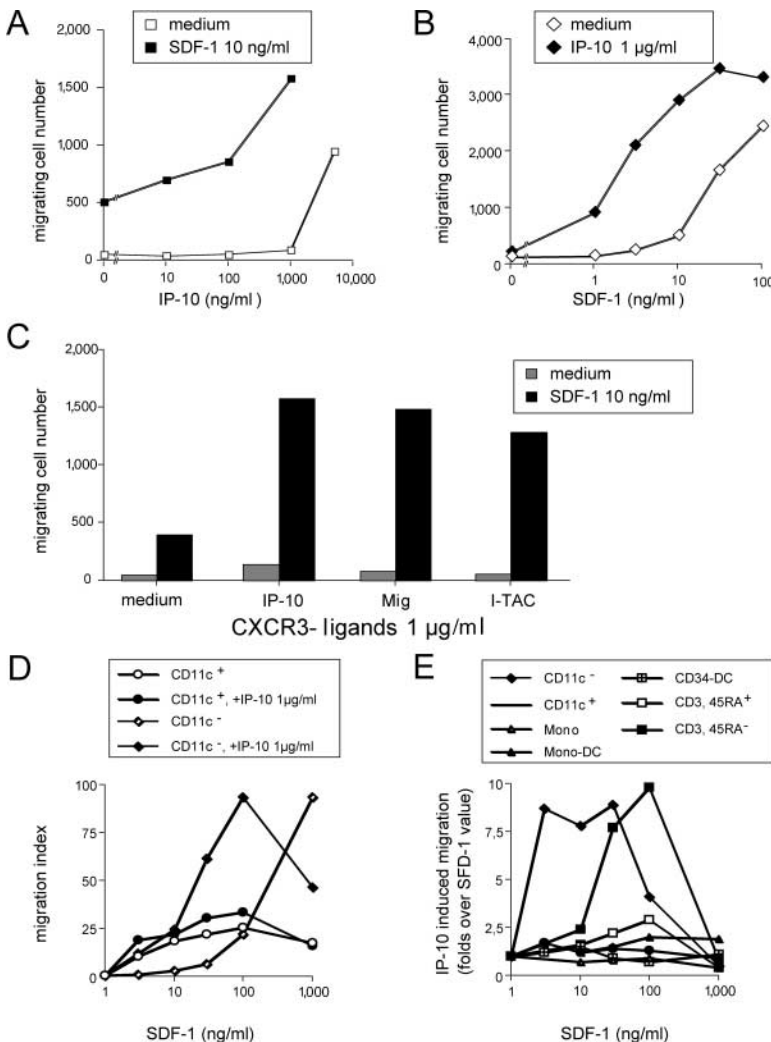 A
medium
SDF-1 10 ng/ml
2,000
1,500
1,000
500
0
migrating cell number
0 10 100 1,000 10,000
IP-10 (ng/ml)
B
medium
IP-10 1 µg/ml
4,000
3,000
2,000
1,000
0
migrating cell number
0 1 10 100
SDF-1 (ng/ml)
C
2,000
1,500
1,000
500
0
migrating cell number
medium
SDF-1 10 ng/ml
medium IP-10 Mig I-TAC
CXCR3- ligands 1 µg/ml
D
CD11c +
CD11c +, +IP-10 1µg/ml
CD11c -
CD11c -, +IP-10 1µg/ml
100
75
50
25
0
migration index
1 10 100 1,000
SDF-1 (ng/ml)
E
CD11c -
CD11c +
Mono
Mono-DC
CD34-DC
CD3, 45RA+
CD3, 45RA-
10
7.5
5
2.5
0
IP-10 induced migration
(folds over SFD-1 value)
1 10 100 1,000
SDF-1 (ng/ml)